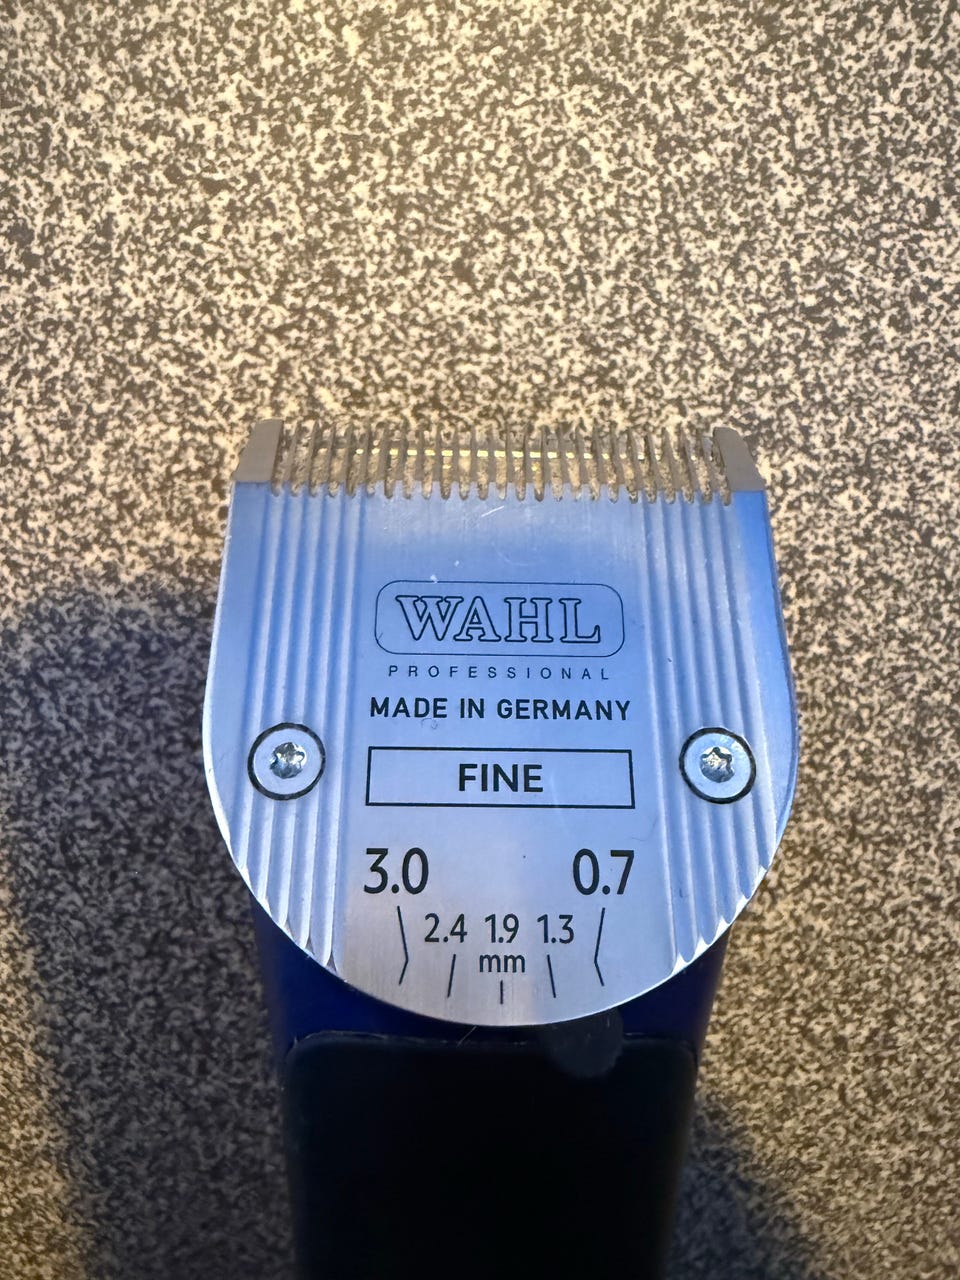 WAHL
PROFESSIONAL
MADE IN GERMANY
FINE
3.0 0.7
2.4 1.9 1.3
mm